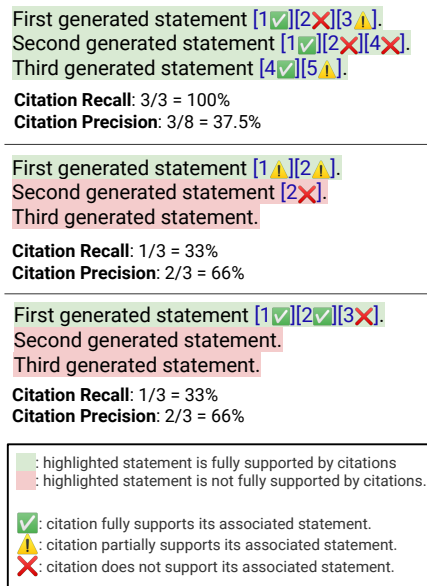 First generated statement [1✅][2❌][3⚠️].
Second generated statement [1✅][2❌][4❌].
Third generated statement [4✅][5⚠️].
Citation Recall: 3/3 = 100%
Citation Precision: 3/8 = 37.5%
First generated statement [1⚠️][2⚠️].
Second generated statement [2❌].
Third generated statement.
Citation Recall: 1/3 = 33%
Citation Precision: 2/3 = 66%
First generated statement [1✅][2✅][3❌].
Second generated statement.
Third generated statement.
Citation Recall: 1/3 = 33%
Citation Precision: 2/3 = 66%
: highlighted statement is fully supported by citations
: highlighted statement is not fully supported by citations.
✅: citation fully supports its associated statement.
⚠️: citation partially supports its associated statement.
❌: citation does not support its associated statement.